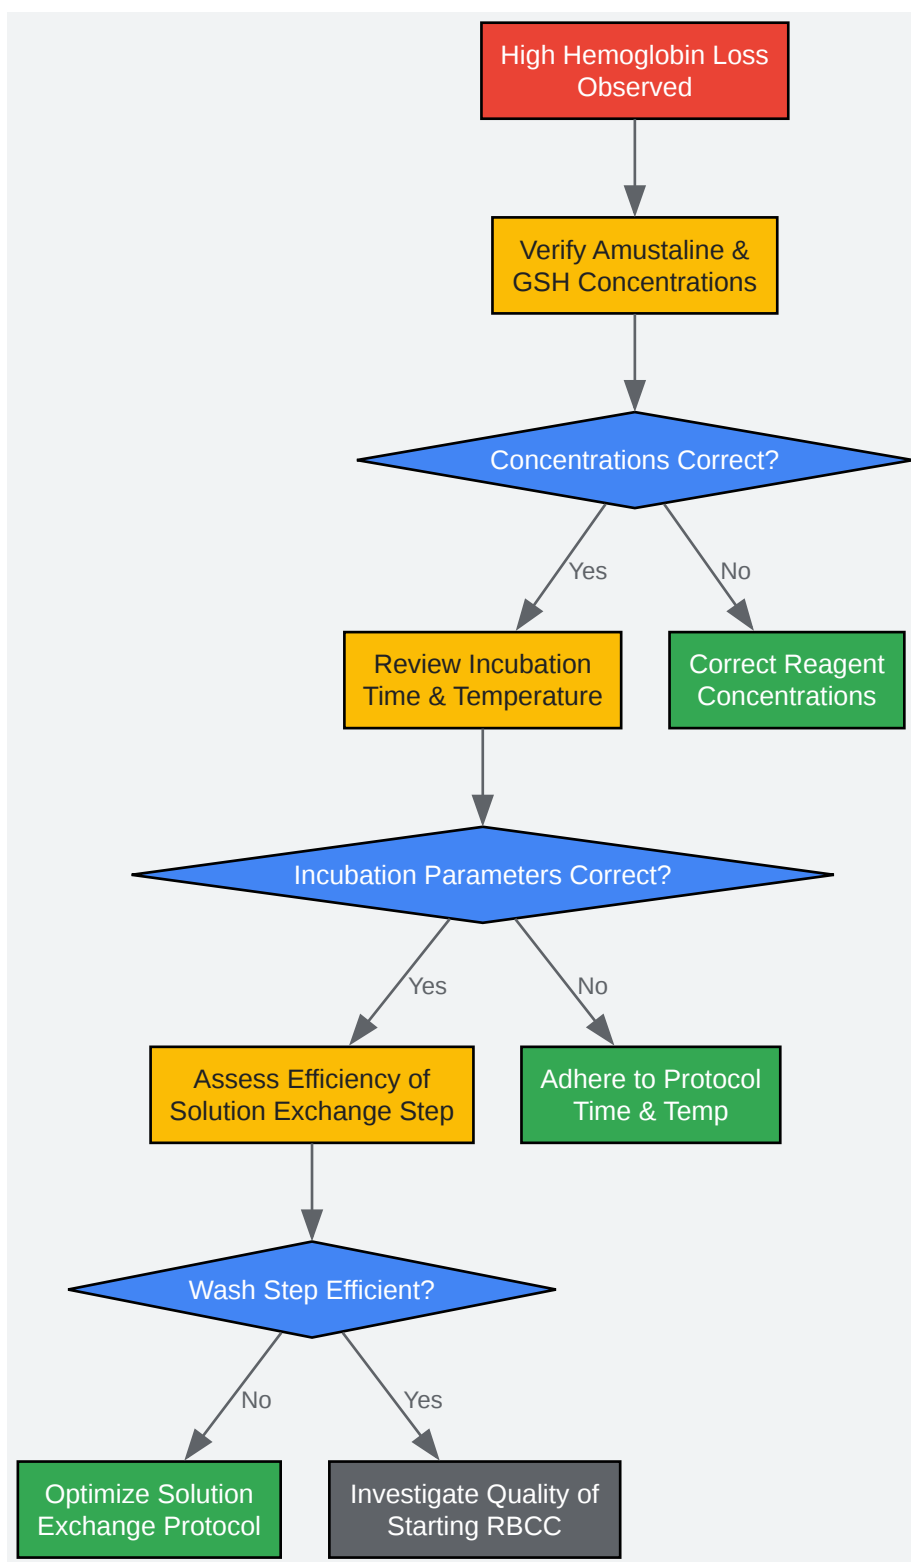 High Hemoglobin Loss
Observed
Verify Amustaline &
GSH Concentrations
Concentrations Correct?
Yes
No
Review Incubation
Time & Temperature
Correct Reagent
Concentrations
Incubation Parameters Correct?
Yes
No
Assess Efficiency of
Solution Exchange Step
Adhere to Protocol
Time & Temp
Wash Step Efficient?
No
Yes
Optimize Solution
Exchange Protocol
Investigate Quality of
Starting RBCC